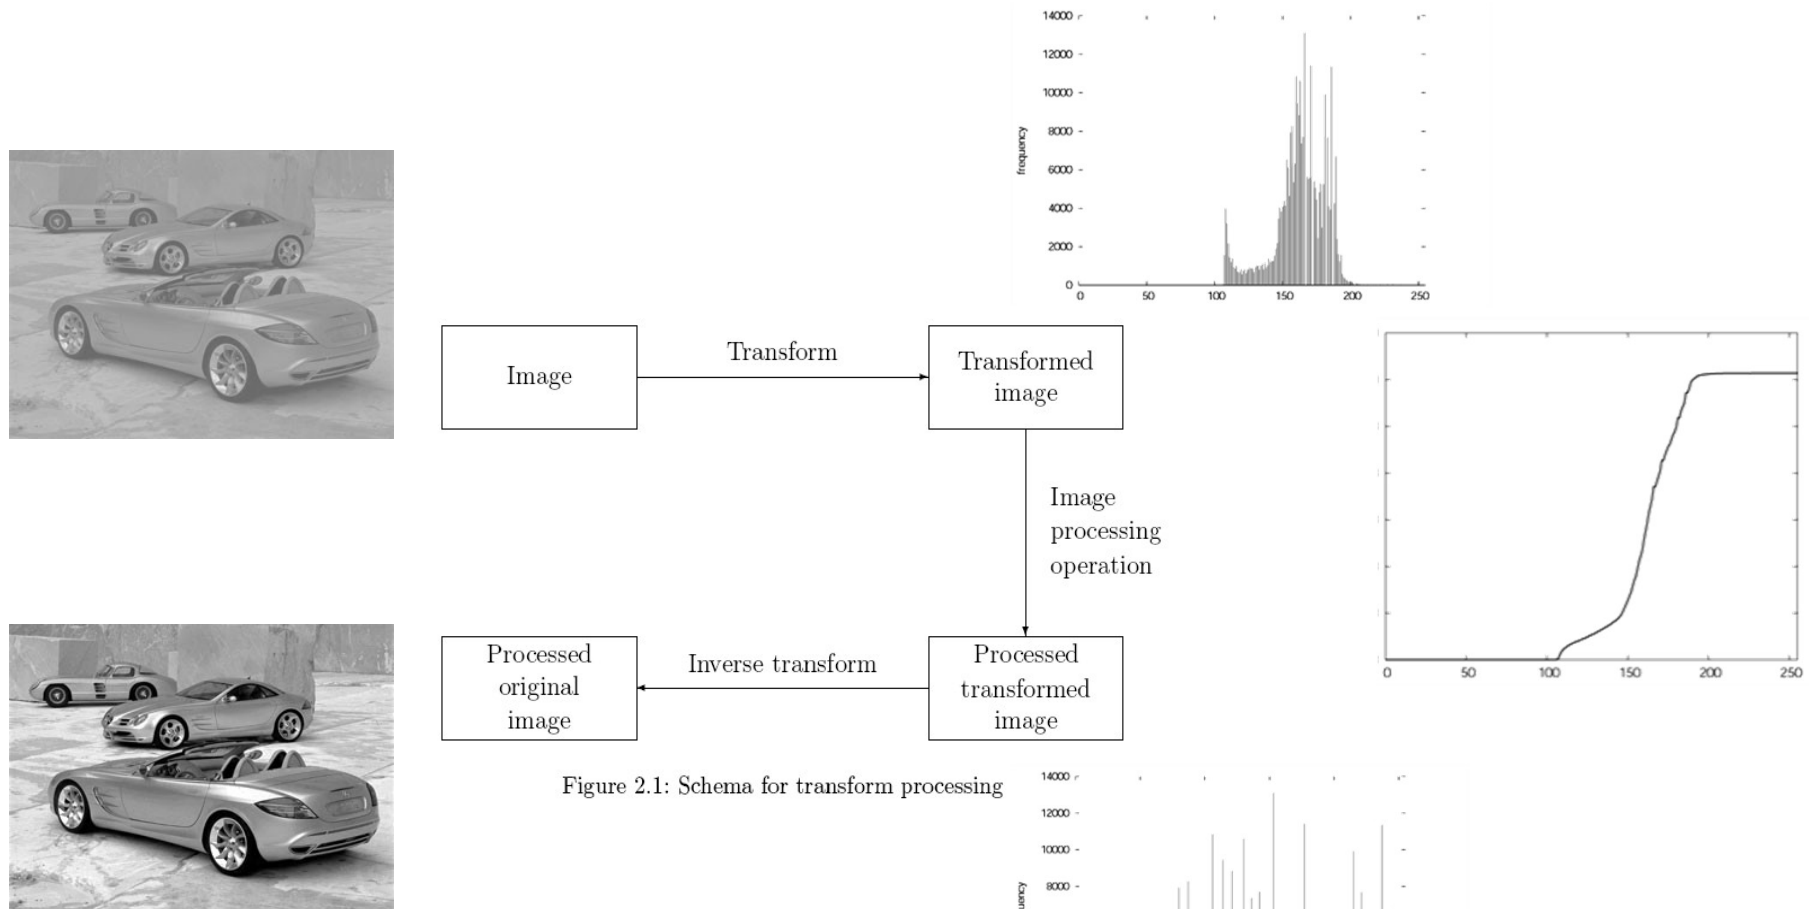 14000
12000
10000
8000
6000
4000
2000
0
frequency
0 50 100 150 200 250
Image
Transform
Transformed
image
Image
processing
operation
Processed
original
image
Inverse transform
Processed
transformed
image
0 50 100 150 200 250
Figure 2.1: Schema for transform processing
14000
12000
10000
8000